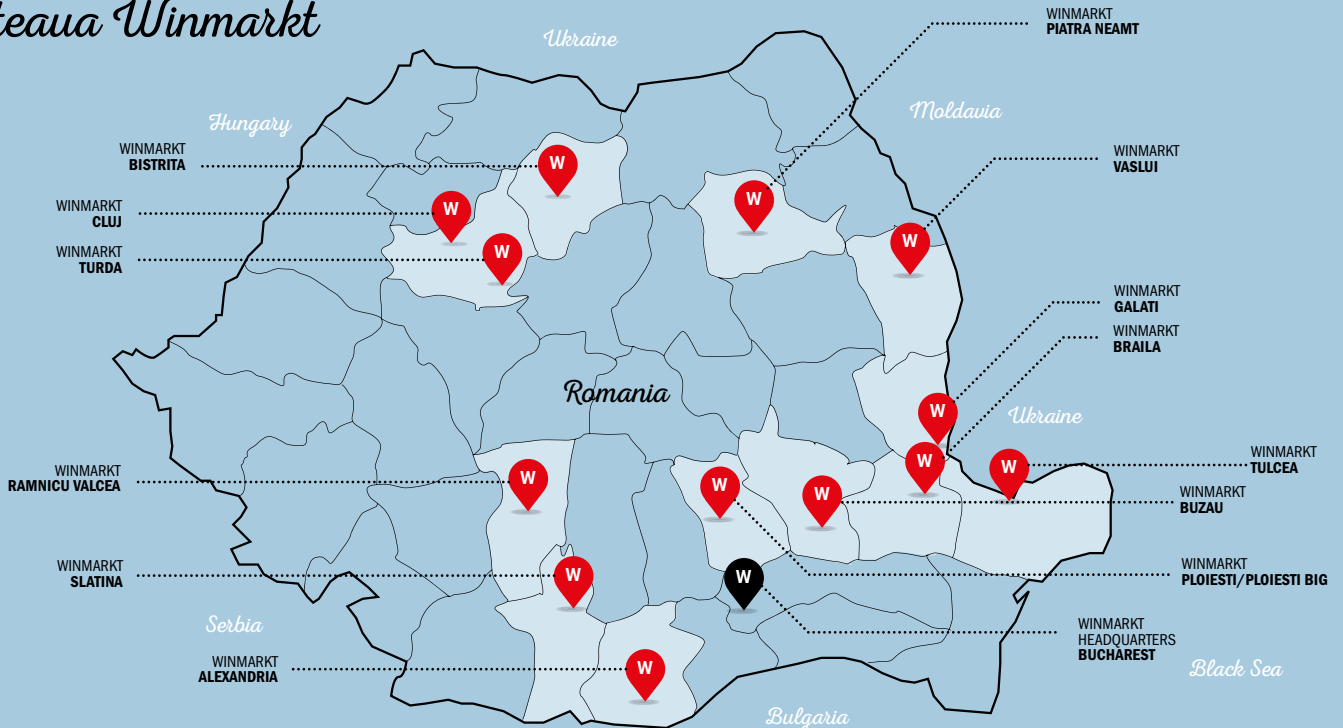 Winmarkt
Ukraine
WINMARKT
PIATRA NEAMT
Hungary
Moldavia
WINMARKT
BISTRITA
WINMARKT
VASLUI
WINMARKT
CLUJ
WINMARKT
TURDA
WINMARKT
GALATI
WINMARKT
BRAILA
Romania
Ukraine
WINMARKT
TULCEA
WINMARKT
RAMNICU VALCEA
WINMARKT
BUZAU
WINMARKT
SLATINA
WINMARKT
PLOIESTI/PLOIESTI BIG
Serbia
WINMARKT
HEADQUARTERS
BUCHAREST
WINMARKT
ALEXANDRIA
Black Sea
Bulgaria
W
W
W
W
W
W
W
W
W
W
W
W
W
W